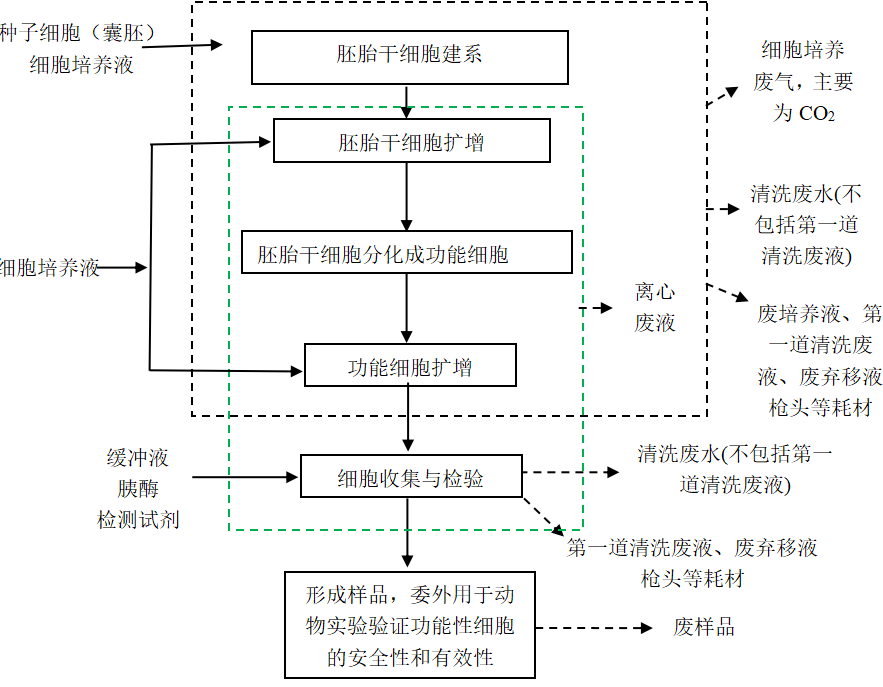 种子细胞（囊胚）
细胞培养液
胚胎干细胞建系
细胞培养
废气，主要
为 CO₂
胚胎干细胞扩增
清洗废水(不
包括第一道
清洗废液)
胚胎干细胞分化成功能细胞
细胞培养液
离心
废液
废培养液、第
一道清洗废
液、废弃移液
枪头等耗材
功能细胞扩增
缓冲液
胰酶
检测试剂
细胞收集与检验
清洗废水(不包括第一
道清洗废液)
第一道清洗废液、废弃移液
枪头等耗材
形成样品，委外用于动
物实验验证功能性细胞
的安全性和有效性
废样品